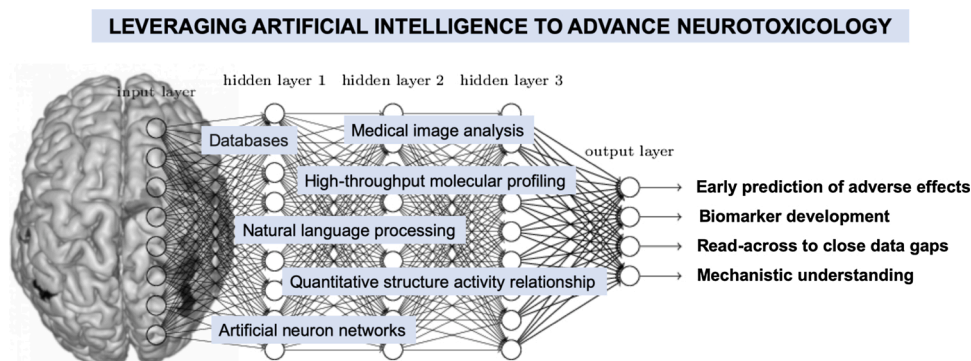 LEVERAGING ARTIFICIAL INTELLIGENCE TO ADVANCE NEUROTOXICOLOGY
input layer
hidden layer 1
hidden layer 2
hidden layer 3
output layer
Databases
Medical image analysis
High-throughput molecular profiling
Natural language processing
Quantitative structure activity relationship
Artificial neuron networks
Early prediction of adverse effects
Biomarker development
Read-across to close data gaps
Mechanistic understanding